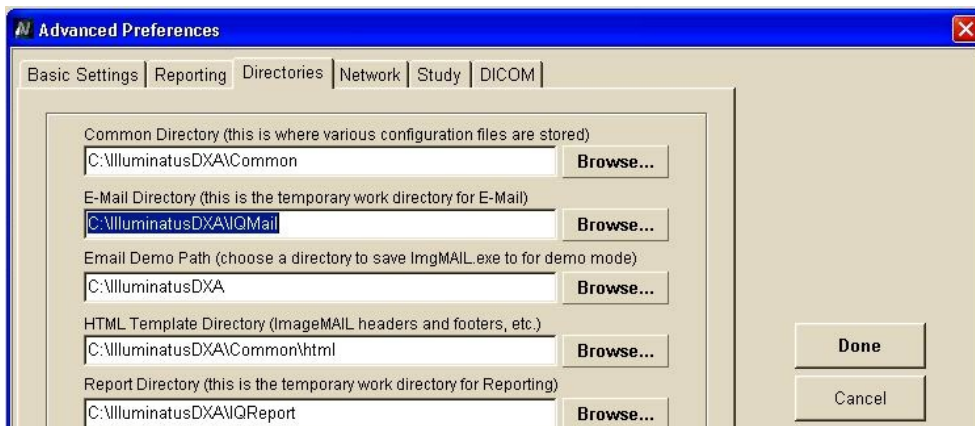 Advanced Preferences
Basic Settings Reporting Directories Network Study DICOM
Common Directory (this is where various configuration files are stored)
C:\IlluminatusDXA\Common Browse...
E-Mail Directory (this is the temporary work directory for E-Mail)
C:\IlluminatusDXA\IQMail Browse...
Email Demo Path (choose a directory to save ImgMAIL.exe to for demo mode)
C:\IlluminatusDXA Browse...
HTML Template Directory (ImageMAIL headers and footers, etc.)
C:\IlluminatusDXA\Common\html Browse...
Done
Report Directory (this is the temporary work directory for Reporting)
C:\IlluminatusDXA\IQReport Browse...
Cancel